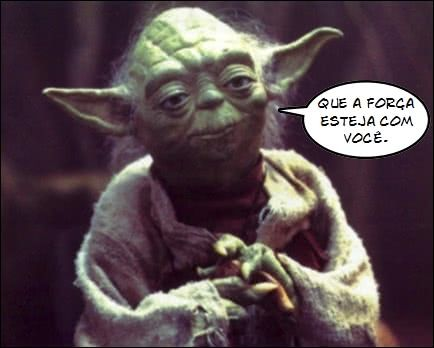 QUE A FORÇA
ESTEJA COM
VOCÊ.